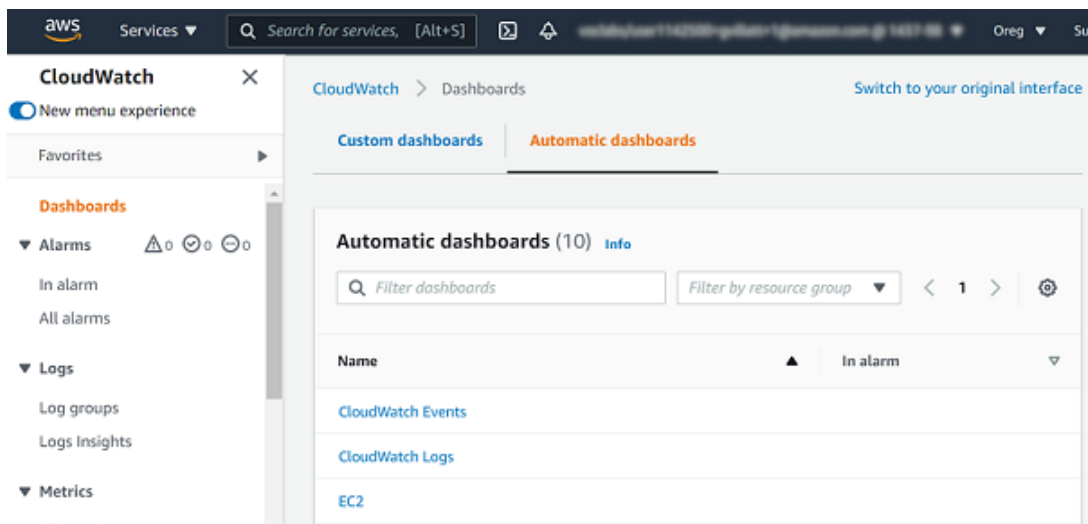 aws Services ▼ Search for services, [Alt+S] Oreg ▼ Su
CloudWatch
New menu experience
Favorites
Dashboards
Alarms 0 0 0
In alarm
All alarms
Logs
Log groups
Logs Insights
Metrics
CloudWatch > Dashboards Switch to your original interface
Custom dashboards Automatic dashboards
Automatic dashboards (10) Info
Filter dashboards Filter by resource group ▼ < 1 >
Name ▲ In alarm
CloudWatch Events
CloudWatch Logs
EC2